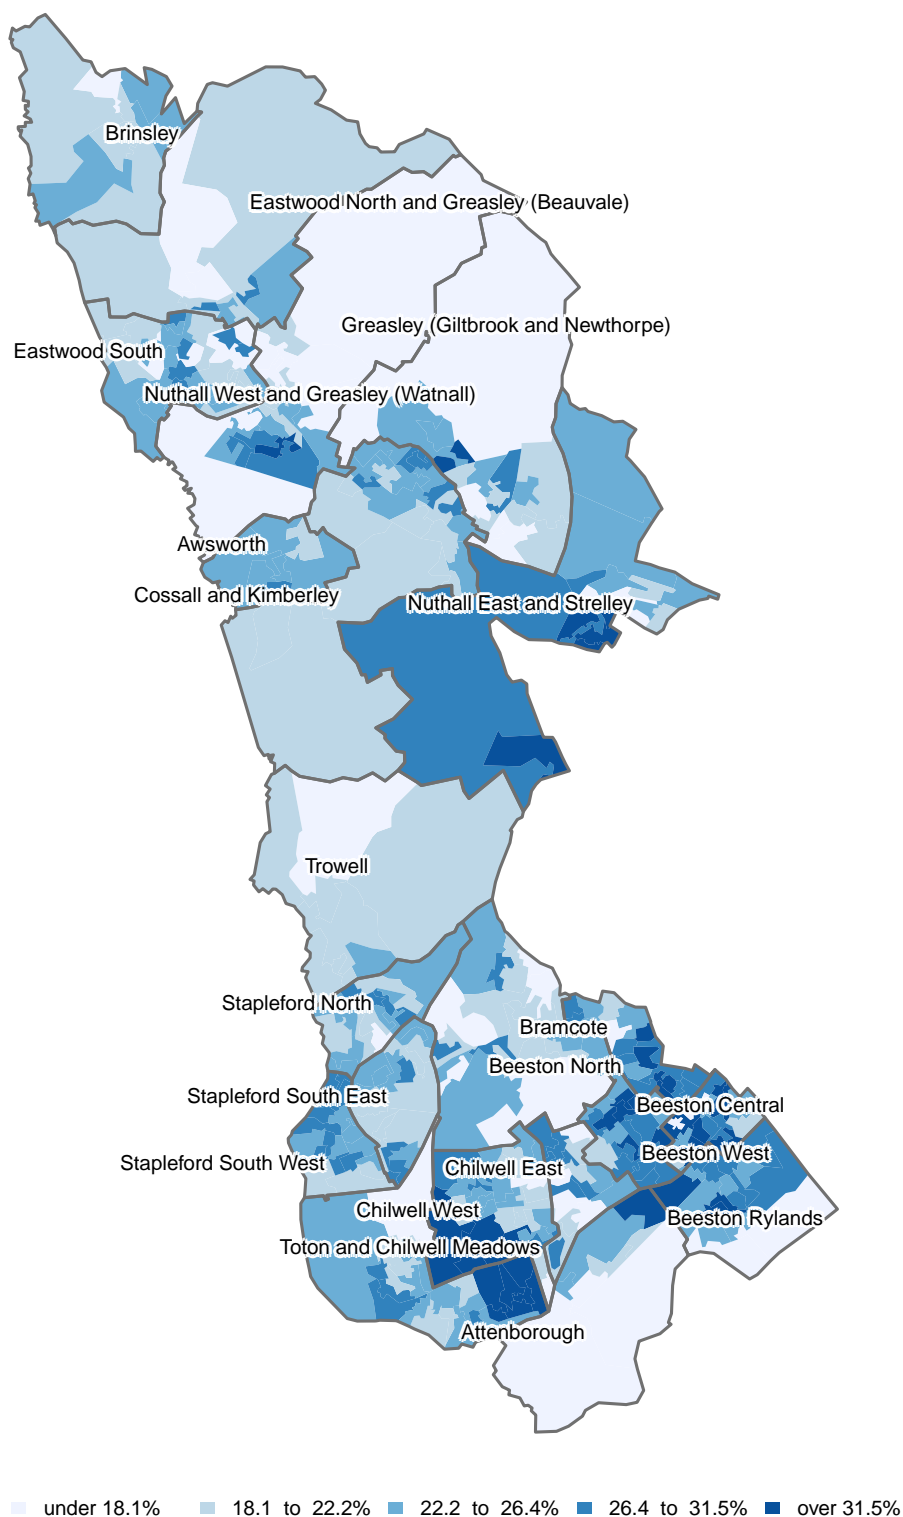 Brinsley
Eastwood North and Greasley (Beauvale)
Greasley (Giltbrook and Newthorpe)
Eastwood South
Nuthall West and Greasley (Watnall)
Awsworth
Cossall and Kimberley
Nuthall East and Strelley
Trowell
Stapleford North
Bramcote
Beeston North
Stapleford South East
Beeston Central
Stapleford South West
Beeston West
Chilwell East
Chilwell West
Beeston Rylands
Toton and Chilwell Meadows
Attenborough
under 18.1% 18.1 to 22.2% 22.2 to 26.4% 26.4 to 31.5% over 31.5%